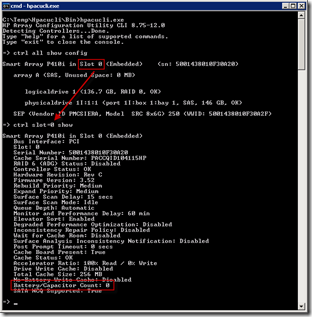 cmd - hpacucli.exe
C:\Temp\Hpacucli\Bin>hpacucli.exe
HP Array Configuration Utility CLI 8.75-12.0
Detecting Controllers...Done.
Type "help" for a list of supported commands.
Type "exit" to close the console.
=> ctrl all show config
Smart Array P410i in Slot 0 (Embedded) (sn: 5001438010F30A20)
array A (SAS, Unused Space: 0 MB)
logicaldrive 1 (136.7 GB, RAID 0, OK)
physicaldrive 1I:1:1 (port 1I:box 1:bay 1, SAS, 146 GB, OK)
SEP (Vendor ID PMCSIERA, Model SRC 8x6G) 250 (WWID: 5001438010F30A2F)
=> ctrl slot=0 show
Smart Array P410i in Slot 0 (Embedded)
Bus Interface: PCI
Slot: 0
Serial Number: 5001438010F30A20
Cache Serial Number: PACCQID104115HP
RAID 6 (ADG) Status: Disabled
Controller Status: OK
Hardware Revision: Rev C
Firmware Version: 3.52
Rebuild Priority: Medium
Expand Priority: Medium
Surface Scan Delay: 15 secs
Surface Scan Mode: Idle
Queue Depth: Automatic
Monitor and Performance Delay: 60 min
Elevator Sort: Enabled
Degraded Performance Optimization: Disabled
Inconsistency Repair Policy: Disabled
Wait for Cache Room: Disabled
Surface Analysis Inconsistency Notification: Disabled
Post Prompt Timeout: 0 secs
Cache Board Present: True
Cache Status: OK
Accelerator Ratio: 100% Read / 0% Write
Drive Write Cache: Disabled
Total Cache Size: 256 MB
No-Battery Write Cache: Disabled
Battery/Capacitor Count: 0
SATA NCQ Supported: True
=> _